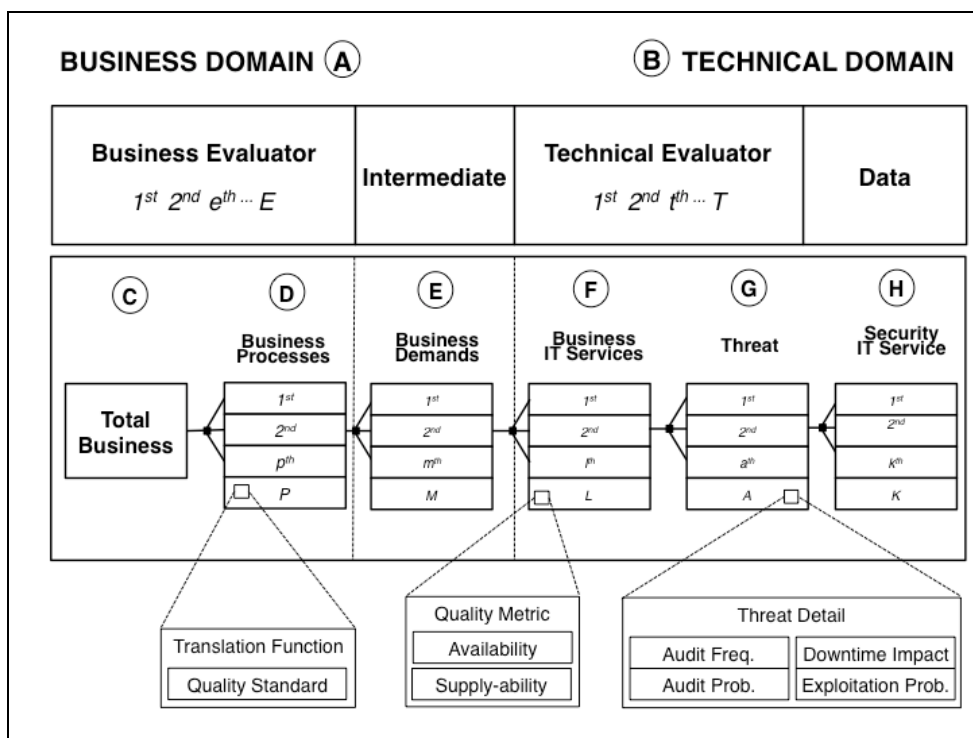 BUSINESS DOMAIN A
B TECHNICAL DOMAIN
Business Evaluator
1st 2nd eth ... E
Intermediate
Technical Evaluator
1st 2nd tth ... T
Data
C
D
E
F
G
H
Business
Processes
Business
Demands
Business
IT Services
Threat
Security
IT Service
Total
Business
1st
2nd
pth
P
1st
2nd
mth
M
1st
2nd
lth
L
1st
2nd
ath
A
1st
2nd
kth
K
Translation Function
Quality Standard
Quality Metric
Availability
Supply-ability
Threat Detail
Audit Freq.
Downtime Impact
Audit Prob.
Exploitation Prob.